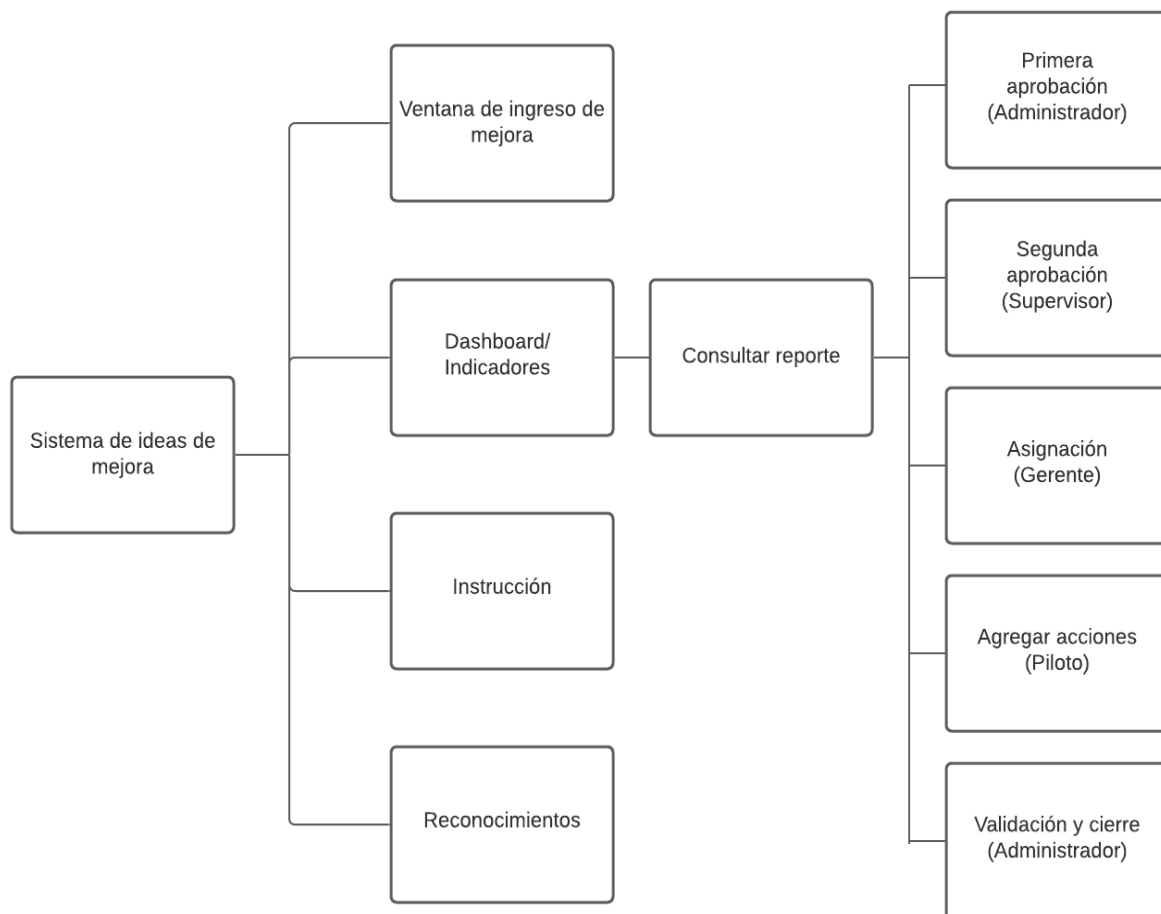 Sistema de ideas de
mejora
Ventana de ingreso de
mejora
Dashboard/
Indicadores
Instrucción
Reconocimientos
Consultar reporte
Primera
aprobación
(Administrador)
Segunda
aprobación
(Supervisor)
Asignación
(Gerente)
Agregar acciones
(Piloto)
Validación y cierre
(Administrador)